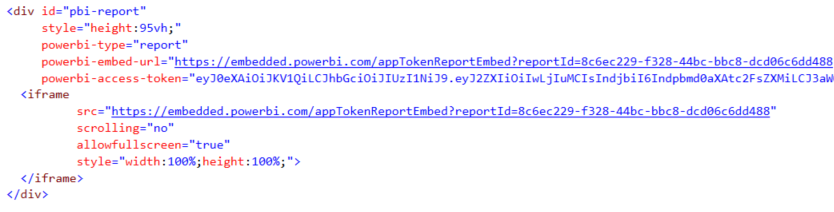 <div id="pbi-report"
style="height:95vh;"
powerbi-type="report"
powerbi-embed-url="https://embedded.powerbi.com/appTokenReportEmbed?reportId=8c6ec229-f328-44bc-bbc8-dcd06c6dd488
powerbi-access-token="eyJ0eXAiOiJKV1QiLCJhbGciOiJIUzI1NiJ9.eyJ2ZXIiOiIwLjIuMCIsIndjbiI6Indpbmd0aXAtc2FsZXMiLCJ3aW
<iframe
src="https://embedded.powerbi.com/appTokenReportEmbed?reportId=8c6ec229-f328-44bc-bbc8-dcd06c6dd488"
scrolling="no"
allowfullscreen="true"
style="width:100%;height:100%;">
</iframe>
</div>